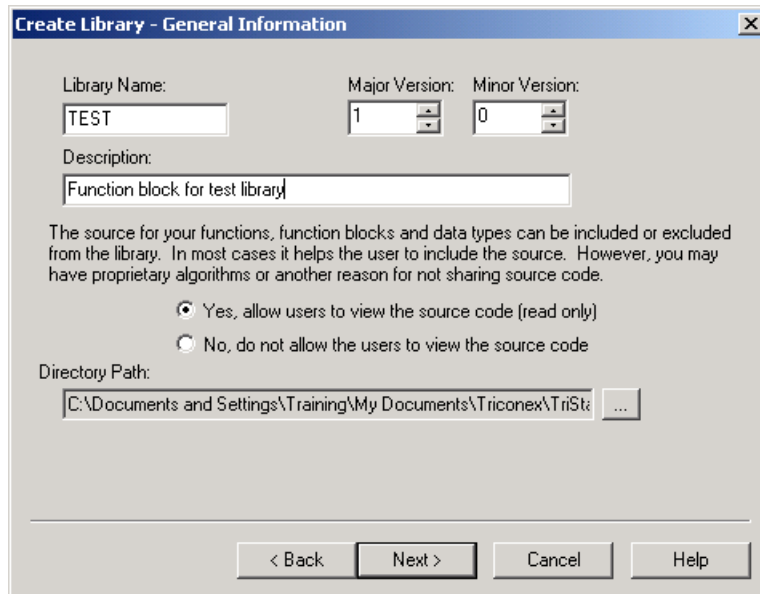 Create Library - General Information
Library Name: Major Version: Minor Version:
TEST 1 0
Description:
Function block for test library
The source for your functions, function blocks and data types can be included or excluded
from the library. In most cases it helps the user to include the source. However, you may
have proprietary algorithms or another reason for not sharing source code.
Yes, allow users to view the source code (read only)
No, do not allow the users to view the source code
Directory Path:
C:\Documents and Settings\Training\My Documents\Triconex\TriSta ...
< Back Next > Cancel Help